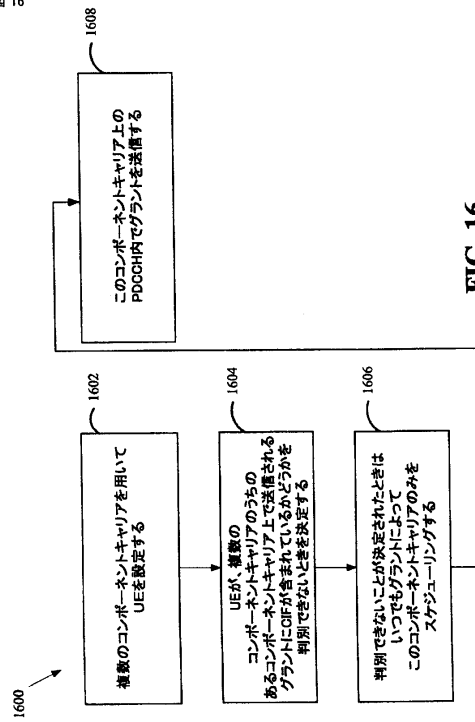 1600
1602
複数のコンポーネントキャリアを用いて
UEを設定する
1604
UEが、複数の
コンポーネントキャリアのうちの
あるコンポーネントキャリア上で送信される
グラントにCIFが含まれているかどうかを
判別できないときを決定する
1606
判別できないことが決定されたときは
いつでもグラントによって
このコンポーネントキャリアのみを
スケジューリングする
1608
このコンポーネントキャリア上の
PDCCH内でグラントを送信する
FIG. 16